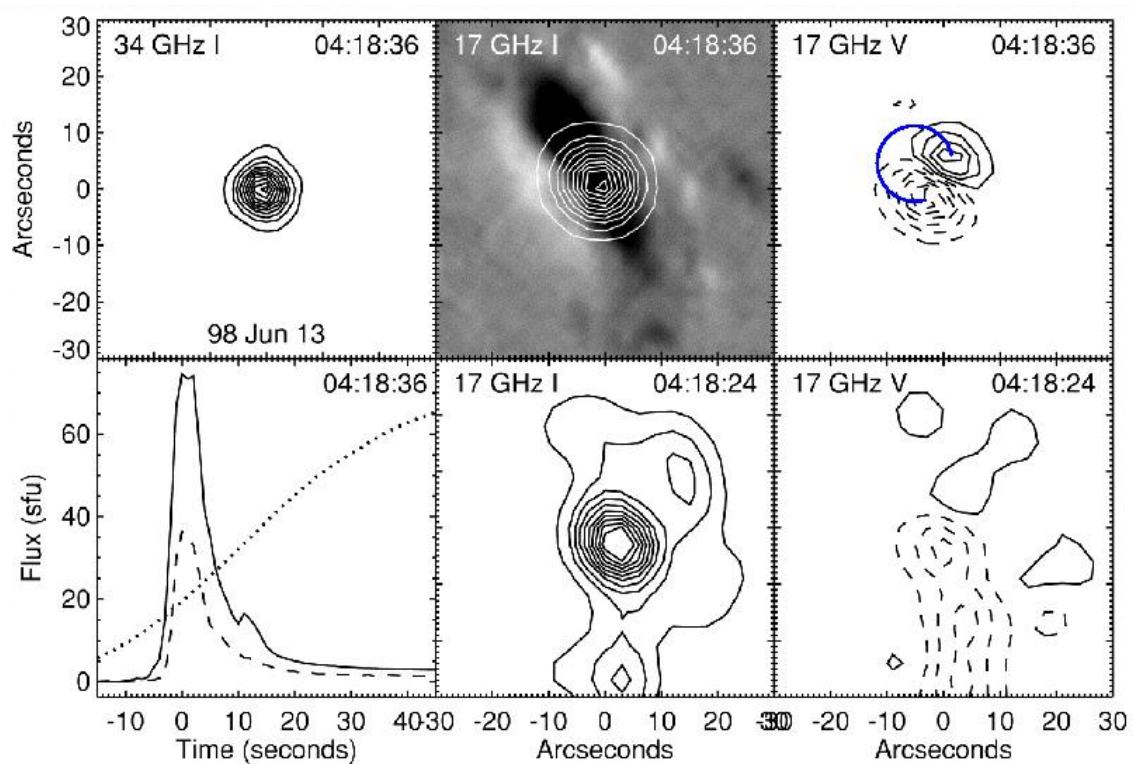 34 GHz I 04:18:36
17 GHz I 04:18:36
17 GHz V 04:18:36
30
20
10
0
-10
-20
-30
Arcseconds
98 Jun 13
04:18:36
17 GHz I 04:18:24
17 GHz V 04:18:24
60
40
20
0
Flux (sfu)
-10 0 10 20 30 40
-30 -20 -10 0 10 20 30
-30 -20 -10 0 10 20 30
Time (seconds)
Arcseconds
Arcseconds